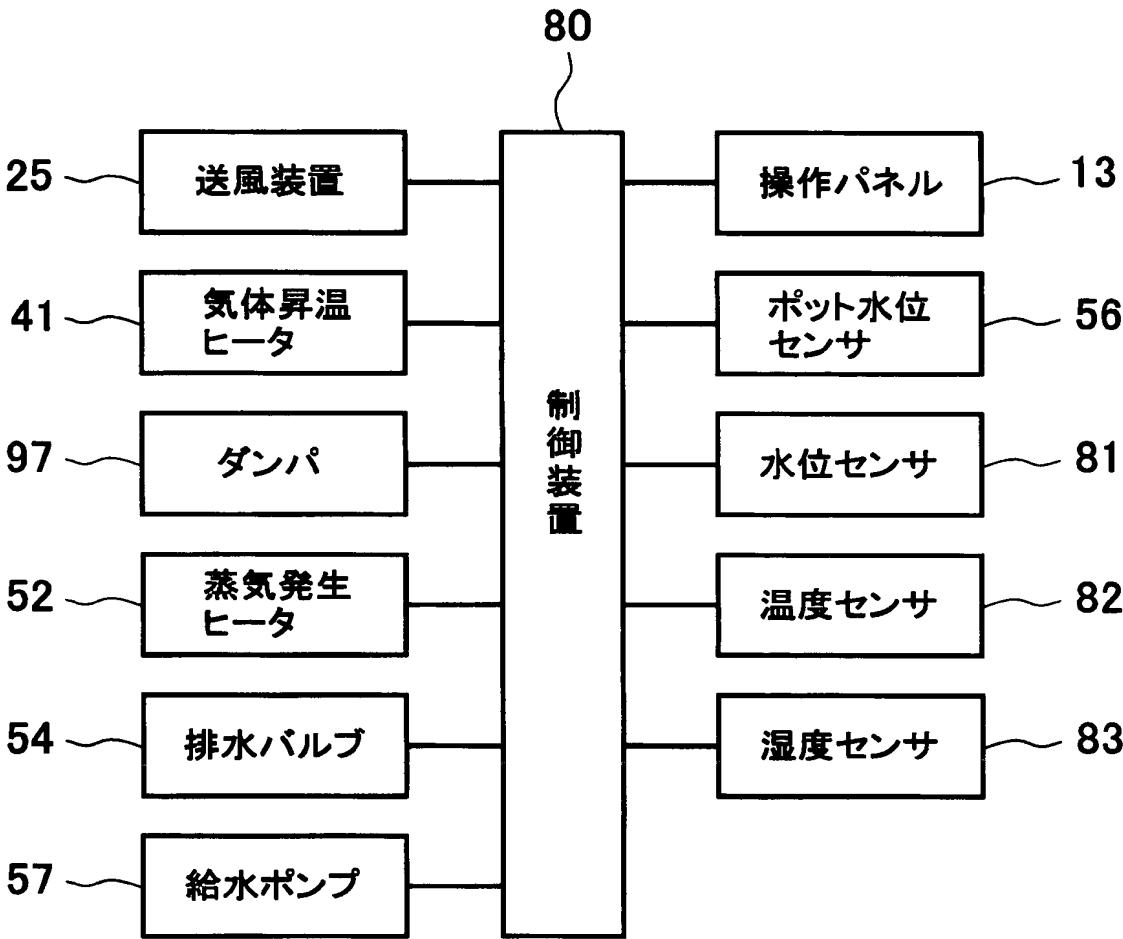 80
25
送風装置
操作パネル
13
41
気体昇温
ヒータ
ポット水位
センサ
56
制御装置
97
ダンパ
水位センサ
81
52
蒸気発生
ヒータ
温度センサ
82
54
排水バルブ
湿度センサ
83
57
給水ポンプ